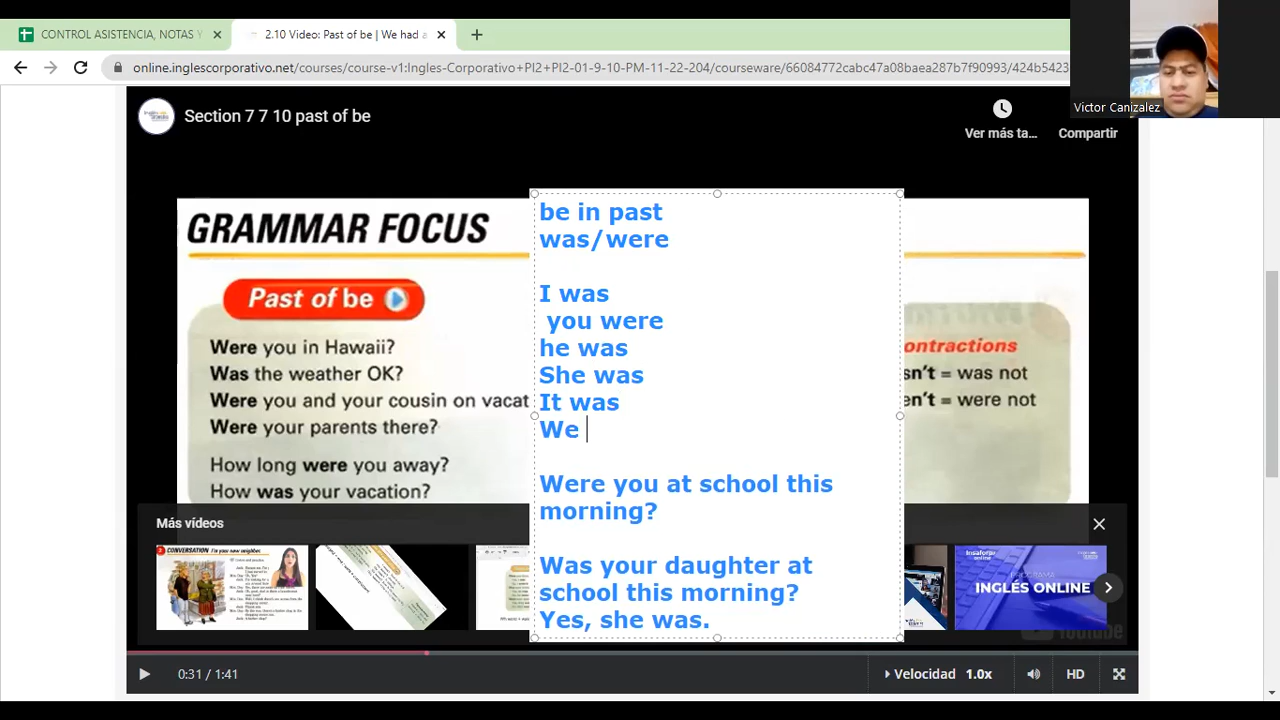 CONTROL ASISTENCIA, NOTAS Y
2.10 Video: Past of be | We had a
online.inglescorporativo.net/courses/course-v1:Ingl
orporativo+PI2+PI2-01-9-10-PM-11-22-204/courseware/66084772cabc47a08baea287b7f90993/424b5423
Victor Canizalez
Section 7 7 10 past of be
Ver más ta...
Compartir
GRAMMAR FOCUS
Past of be
Were you in Hawaii?
Was the weather OK?
Were you and your cousin on vacat
Were your parents there?
How long were you away?
How was your vacation?
be in past
was/were
I was
you were
he was
She was
It was
We
Were you at school this
morning?
Was your daughter at
school this morning?
Yes, she was.
ontractions
sn't = was not
en't = were not
Más vídeos
CONVERSATION
INGLÉS ONLINE
YouTube
0:31 / 1:41
Velocidad 1.0x
HD